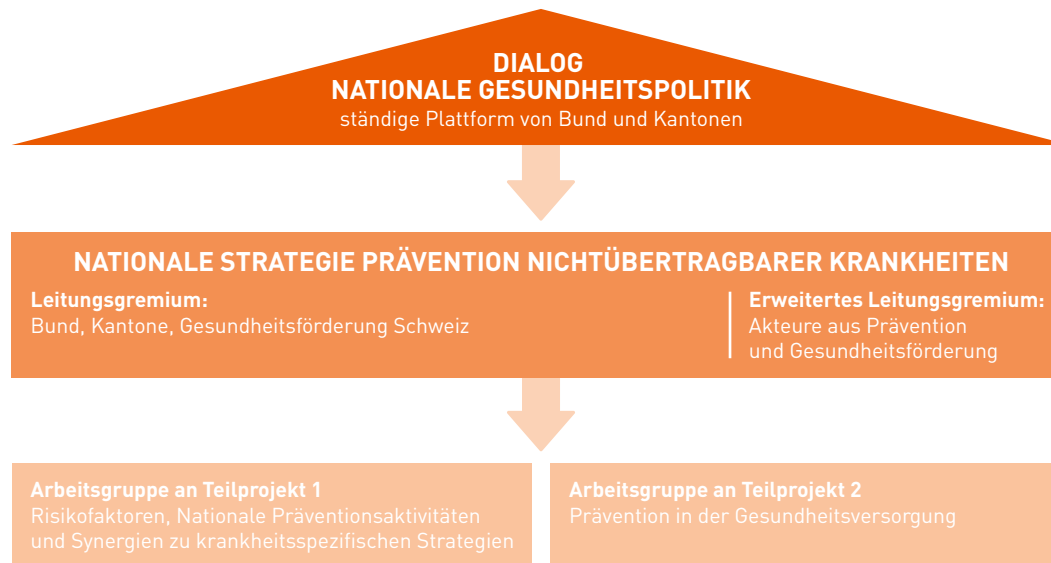 DIALOG
NATIONALE GESUNDHEITSPOLITIK
ständige Plattform von Bund und Kantonen
NATIONALE STRATEGIE PRÄVENTION NICHTÜBERTRAGBARER KRANKHEITEN
Leitungsgremium:
Bund, Kantone, Gesundheitsförderung Schweiz
Erweitertes Leitungsgremium:
Akteure aus Prävention
und Gesundheitsförderung
Arbeitsgruppe an Teilprojekt 1
Risikofaktoren, Nationale Präventionsaktivitäten
und Synergien zu krankheitsspezifischen Strategien
Arbeitsgruppe an Teilprojekt 2
Prävention in der Gesundheitsversorgung